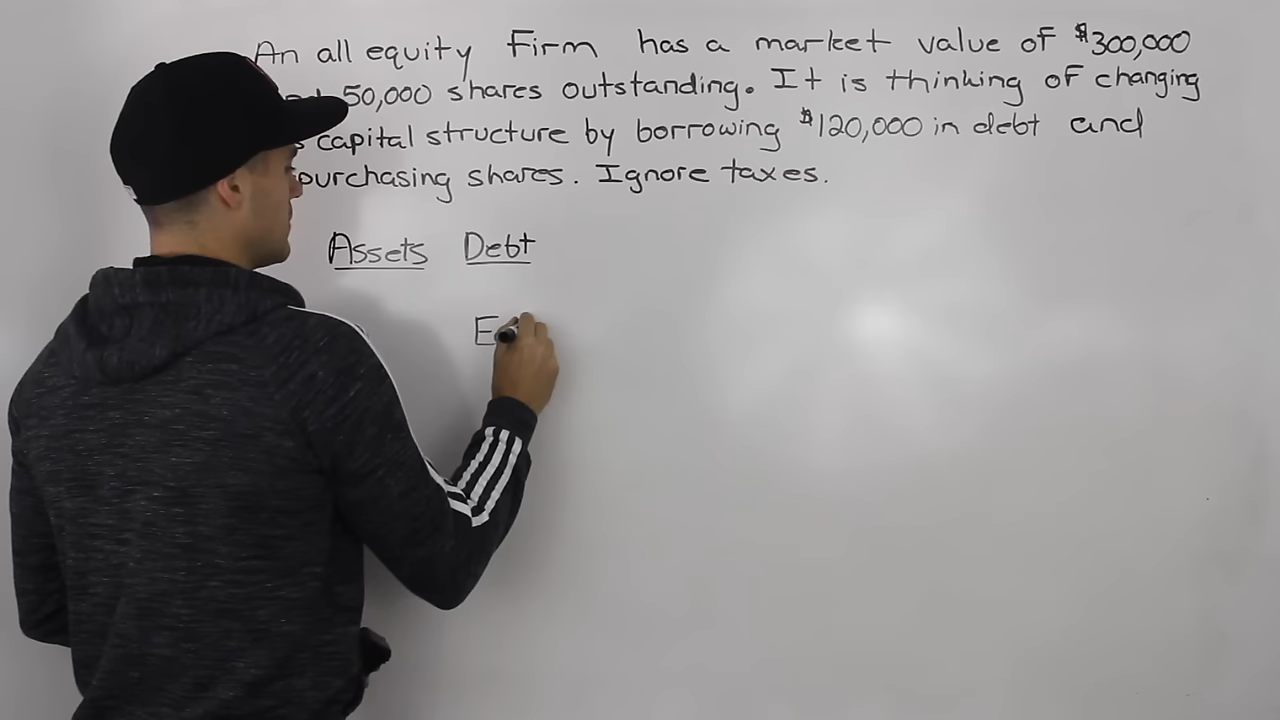 An all equity Firm has a market value of $300,000
50,000 shares outstanding. It is thinking of changing
capital structure by borrowing $120,000 in debt and
purchasing shares. Ignore taxes.
Assets Debt
E